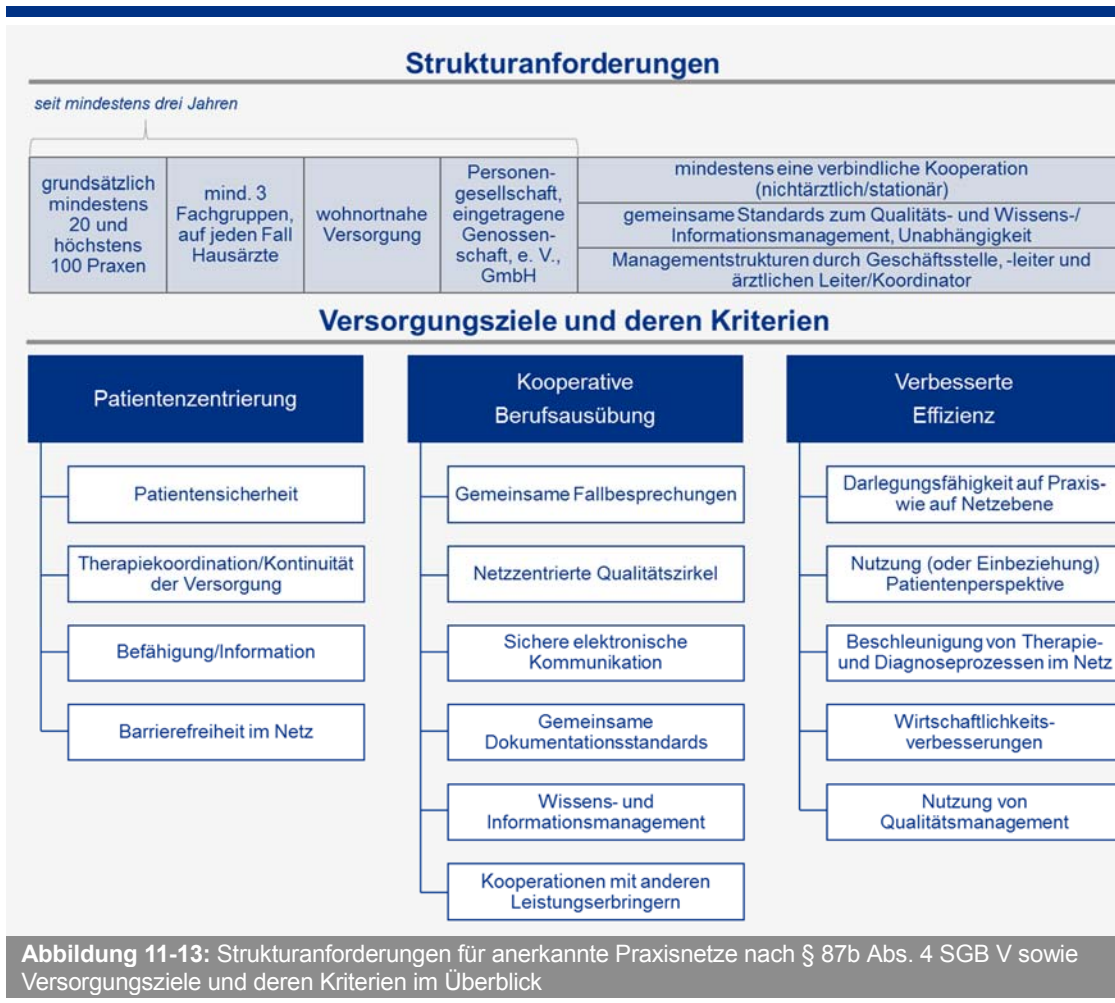 Strukturanforderungen
seit mindestens drei Jahren
grundsätzlich
mindestens
20 und
höchstens
100 Praxen
mind. 3
Fachgruppen,
auf jeden Fall
Hausärzte
wohnortnahe
Versorgung
Personen-
gesellschaft,
eingetragene
Genossen-
schaft, e. V.,
GmbH
mindestens eine verbindliche Kooperation
(nichtärztlich/stationär)
gemeinsame Standards zum Qualitäts- und Wissens-/
Informationsmanagement, Unabhängigkeit
Managementstrukturen durch Geschäftsstelle, -leiter und
ärztlichen Leiter/Koordinator
Versorgungsziele und deren Kriterien
Patientenzentrierung
Patientensicherheit
Therapiekoordination/Kontinuität
der Versorgung
Befähigung/Information
Barrierefreiheit im Netz
Kooperative
Berufsausübung
Gemeinsame Fallbesprechungen
Netzzentrierte Qualitätszirkel
Sichere elektronische
Kommunikation
Gemeinsame
Dokumentationsstandards
Wissens- und
Informationsmanagement
Kooperationen mit anderen
Leistungserbringern
Verbesserte
Effizienz
Darlegungsfähigkeit auf Praxis-
wie auf Netzebene
Nutzung (oder Einbeziehung)
Patientenperspektive
Beschleunigung von Therapie-
und Diagnoseprozessen im Netz
Wirtschaftlichkeits-
verbesserungen
Nutzung von
Qualitätsmanagement
Abbildung 11-13: Strukturanforderungen für anerkannte Praxisnetze nach § 87b Abs. 4 SGB V sowie
Versorgungsziele und deren Kriterien im Überblick